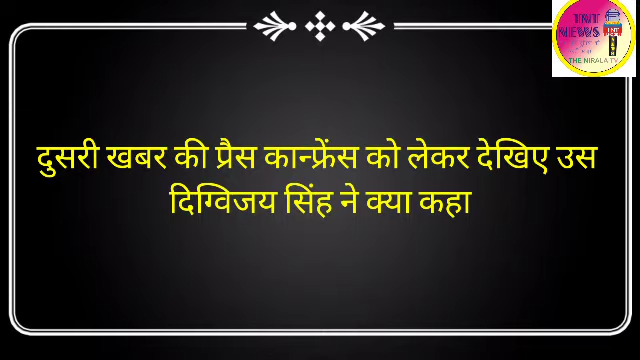 TNT
NEWS
THE NIRALA TV
दुसरी खबर की प्रैस कान्फ्रेंस को लेकर देखिए उस
दिग्विजय सिंह ने क्या कहा